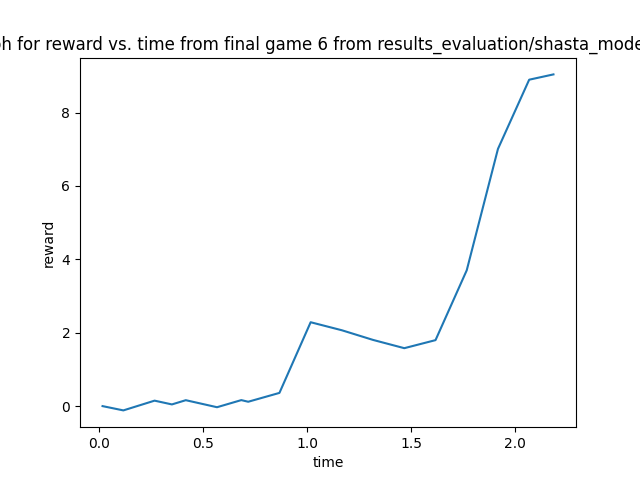 for reward vs. time from final game 6 from results_evaluation/shasta_mode
8
6
4
2
0
reward
0.0 0.5 1.0 1.5 2.0
time